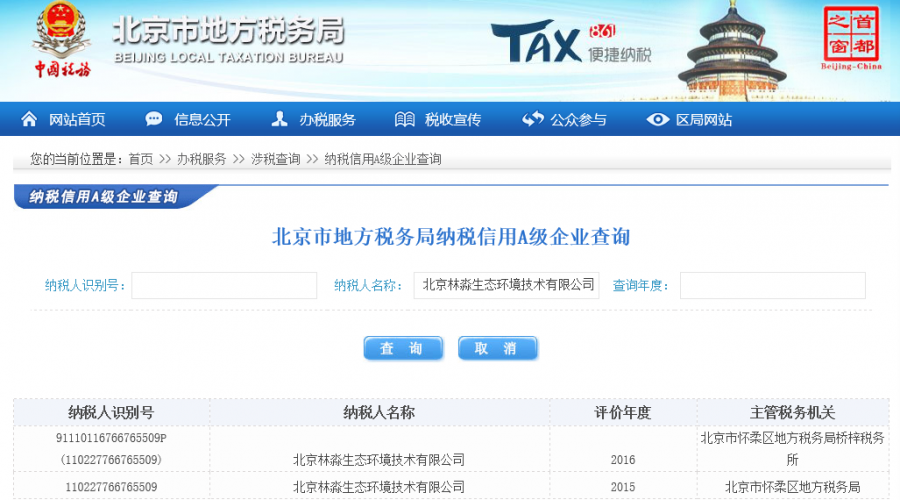 中国税务
北京市地方税务局
BEIJING LOCAL TAXATION BUREAU
TAX 861
便捷纳税
首都
之窗
Beijing-China
网站首页 信息公开 办税服务 税收宣传 公众参与 区局网站
您的当前位置是：首页 >> 办税服务 >> 涉税查询 >> 纳税信用A级企业查询
纳税信用A级企业查询
北京市地方税务局纳税信用A级企业查询
纳税人识别号： 纳税人名称： 北京林淼生态环境技术有限公司 查询年度：
查 询 取 消
纳税人识别号 纳税人名称 评价年度 主管税务机关
91110116766765509P 北京市怀柔区地方税务局桥梓税务
(110227766765509) 北京林淼生态环境技术有限公司 2016 所
110227766765509 北京林淼生态环境技术有限公司 2015 北京市怀柔区地方税务局